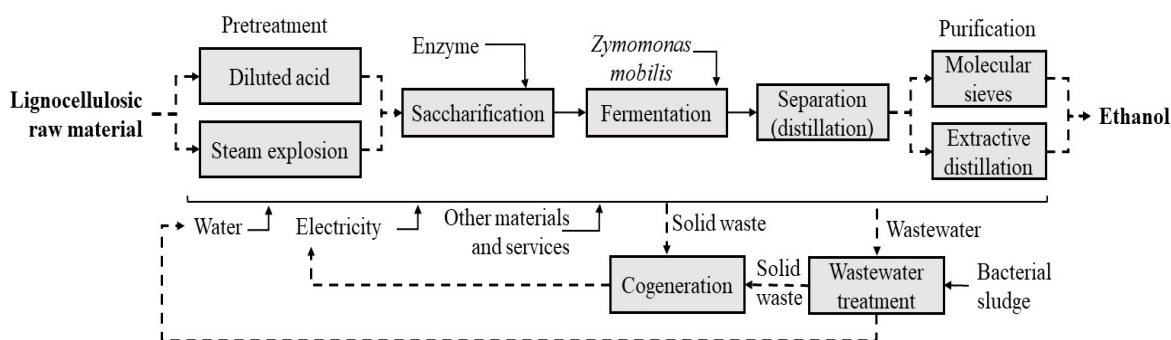 Pretreatment
Diluted acid
Steam explosion
Lignocellulosic
raw material
Enzyme
Saccharification
Zymomonas
mobilis
Fermentation
Separation
(distillation)
Purification
Molecular
sieves
Extractive
distillation
Ethanol
Water
Electricity
Other materials
and services
Solid waste
Wastewater
Cogeneration
Solid
waste
Wastewater
treatment
Bacterial
sludge